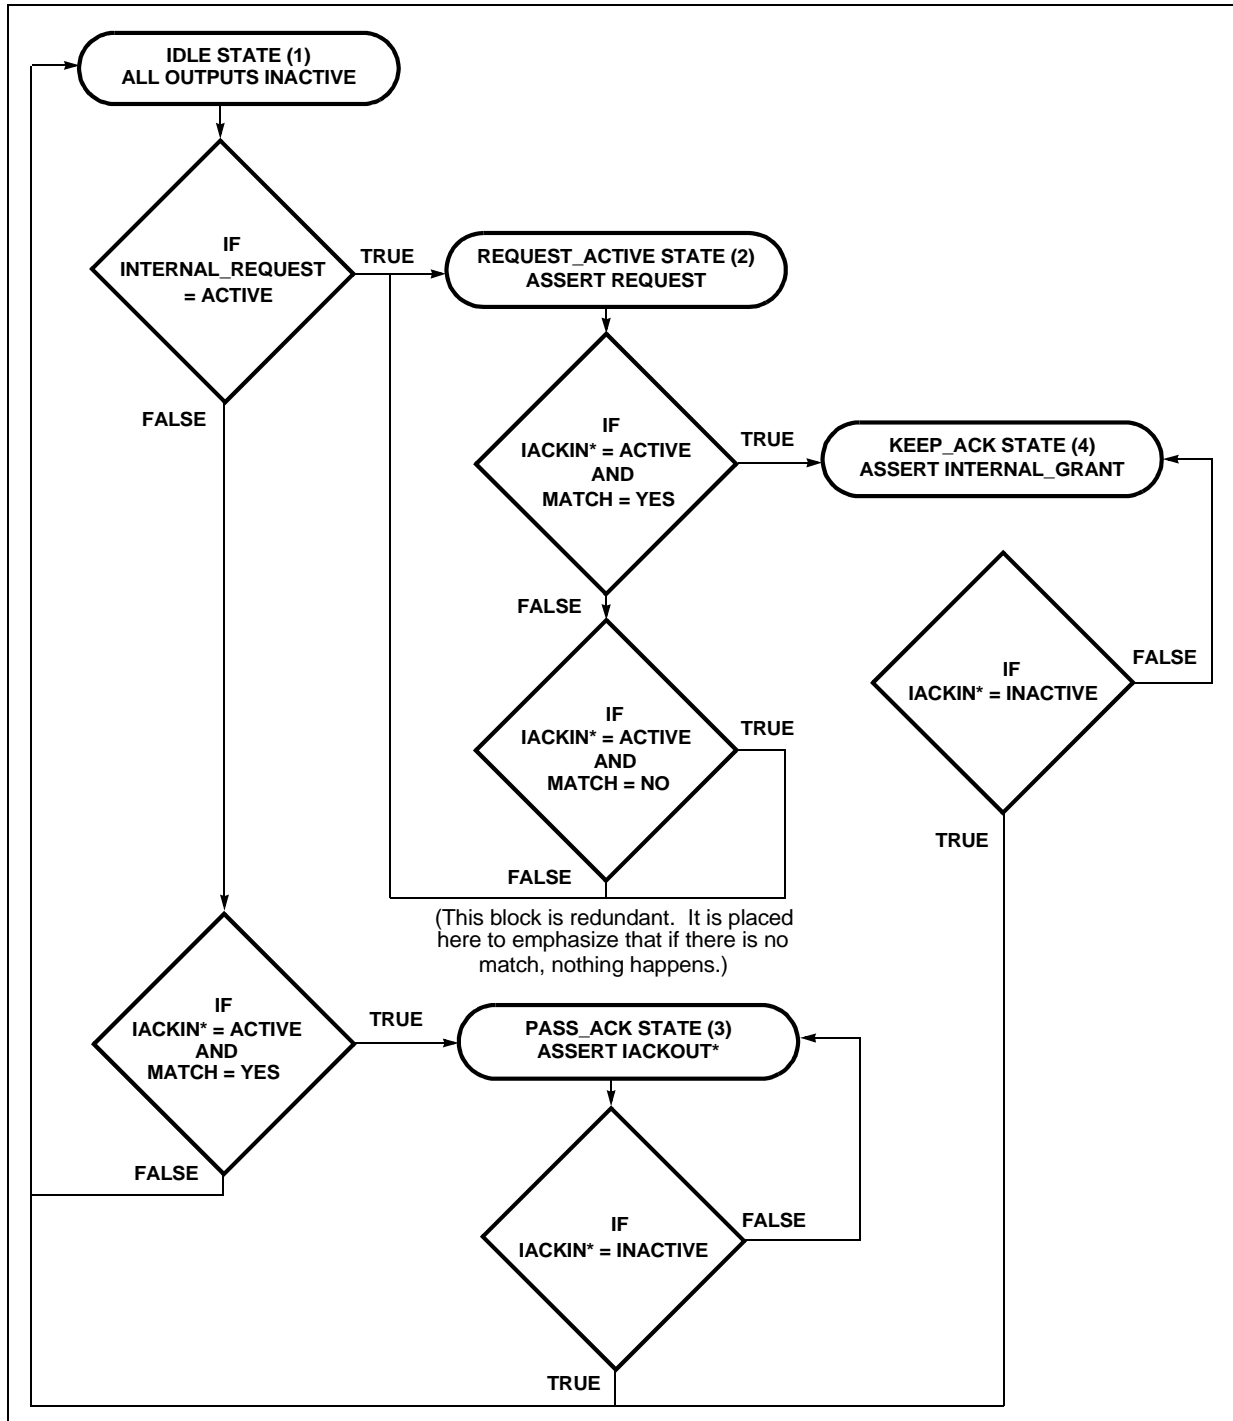 IDLE STATE (1)
ALL OUTPUTS INACTIVE
IF
INTERNAL_REQUEST
= ACTIVE
TRUE
REQUEST_ACTIVE STATE (2)
ASSERT REQUEST
FALSE
IF
IACKIN* = ACTIVE
AND
MATCH = YES
TRUE
KEEP_ACK STATE (4)
ASSERT INTERNAL_GRANT
FALSE
IF
IACKIN* = ACTIVE
AND
MATCH = NO
TRUE
FALSE
IF
IACKIN* = INACTIVE
FALSE
TRUE
(This block is redundant.  It is placed
here to emphasize that if there is no
match, nothing happens.)
IF
IACKIN* = ACTIVE
AND
MATCH = YES
TRUE
PASS_ACK STATE (3)
ASSERT IACKOUT*
FALSE
IF
IACKIN* = INACTIVE
FALSE
TRUE